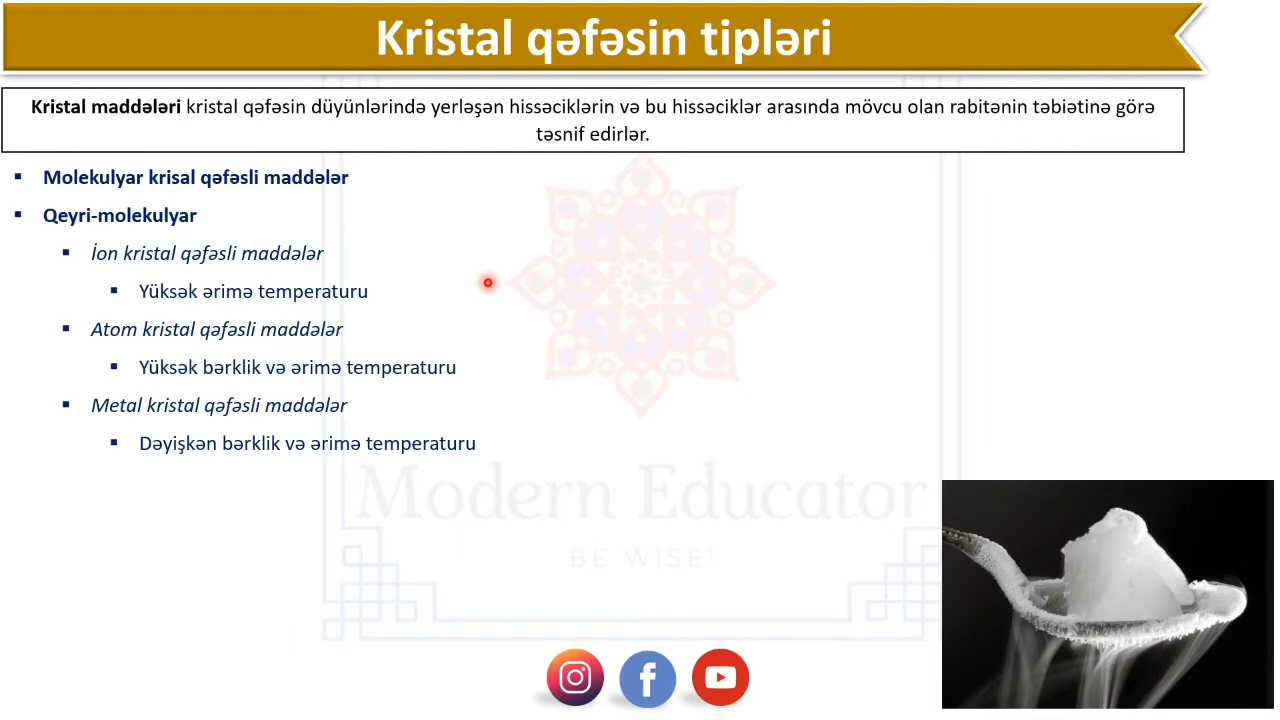 Kristal qəfəsin tipləri
Kristal maddələri kristal qəfəsin düyünlərində yerləşən hissəciklərin və bu hissəciklər arasında mövcu olan rabitənin təbiətinə görə
təsnif edirlər.
Molekulyar krisal qəfəsli maddələr
Qeyri-molekulyar
İon kristal qəfəsli maddələr
Yüksək ərimə temperaturu
Atom kristal qəfəsli maddələr
Yüksək bərklik və ərimə temperaturu
Metal kristal qəfəsli maddələr
Dəyişkən bərklik və ərimə temperaturu
Modern Educator
BE WISE!